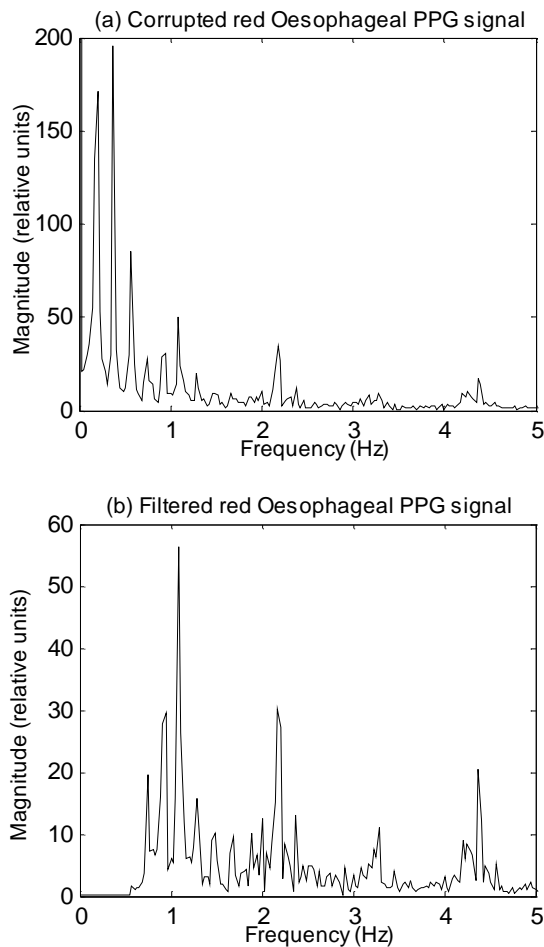 (a) Corrupted red Oesophageal PPG signal
200
150
100
50
0
Magnitude (relative units)
0 1 2 3 4 5
Frequency (Hz)
(b) Filtered red Oesophageal PPG signal
60
50
40
30
20
10
0
Magnitude (relative units)
0 1 2 3 4 5
Frequency (Hz)